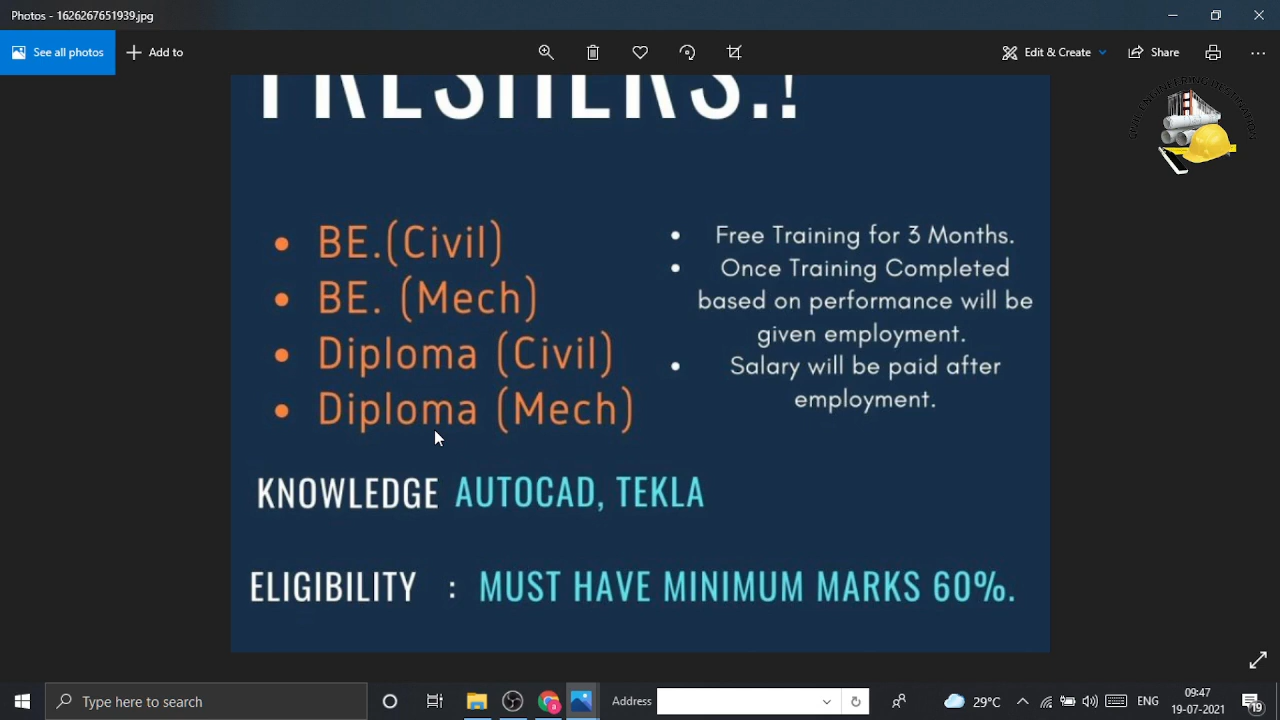 Photos - 1626267651939.jpg
See all photos
Add to
Edit & Create
Share
FRESHERS.!
BE.(Civil)
BE. (Mech)
Diploma (Civil)
Diploma (Mech)
Free Training for 3 Months.
Once Training Completed
based on performance will be
given employment.
Salary will be paid after
employment.
KNOWLEDGE AUTOCAD, TEKLA
ELIGIBILITY : MUST HAVE MINIMUM MARKS 60%.
Type here to search
Address
29°C
ENG
09:47
19-07-2021
19